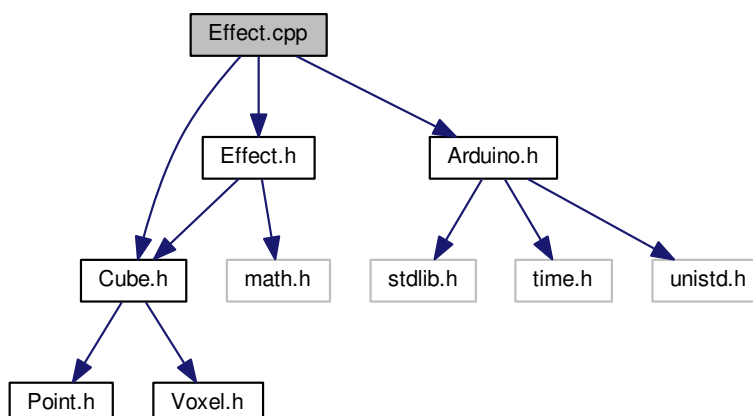 Effect.cpp
Effect.h
Arduino.h
Cube.h
math.h
stdlib.h
time.h
unistd.h
Point.h
Voxel.h